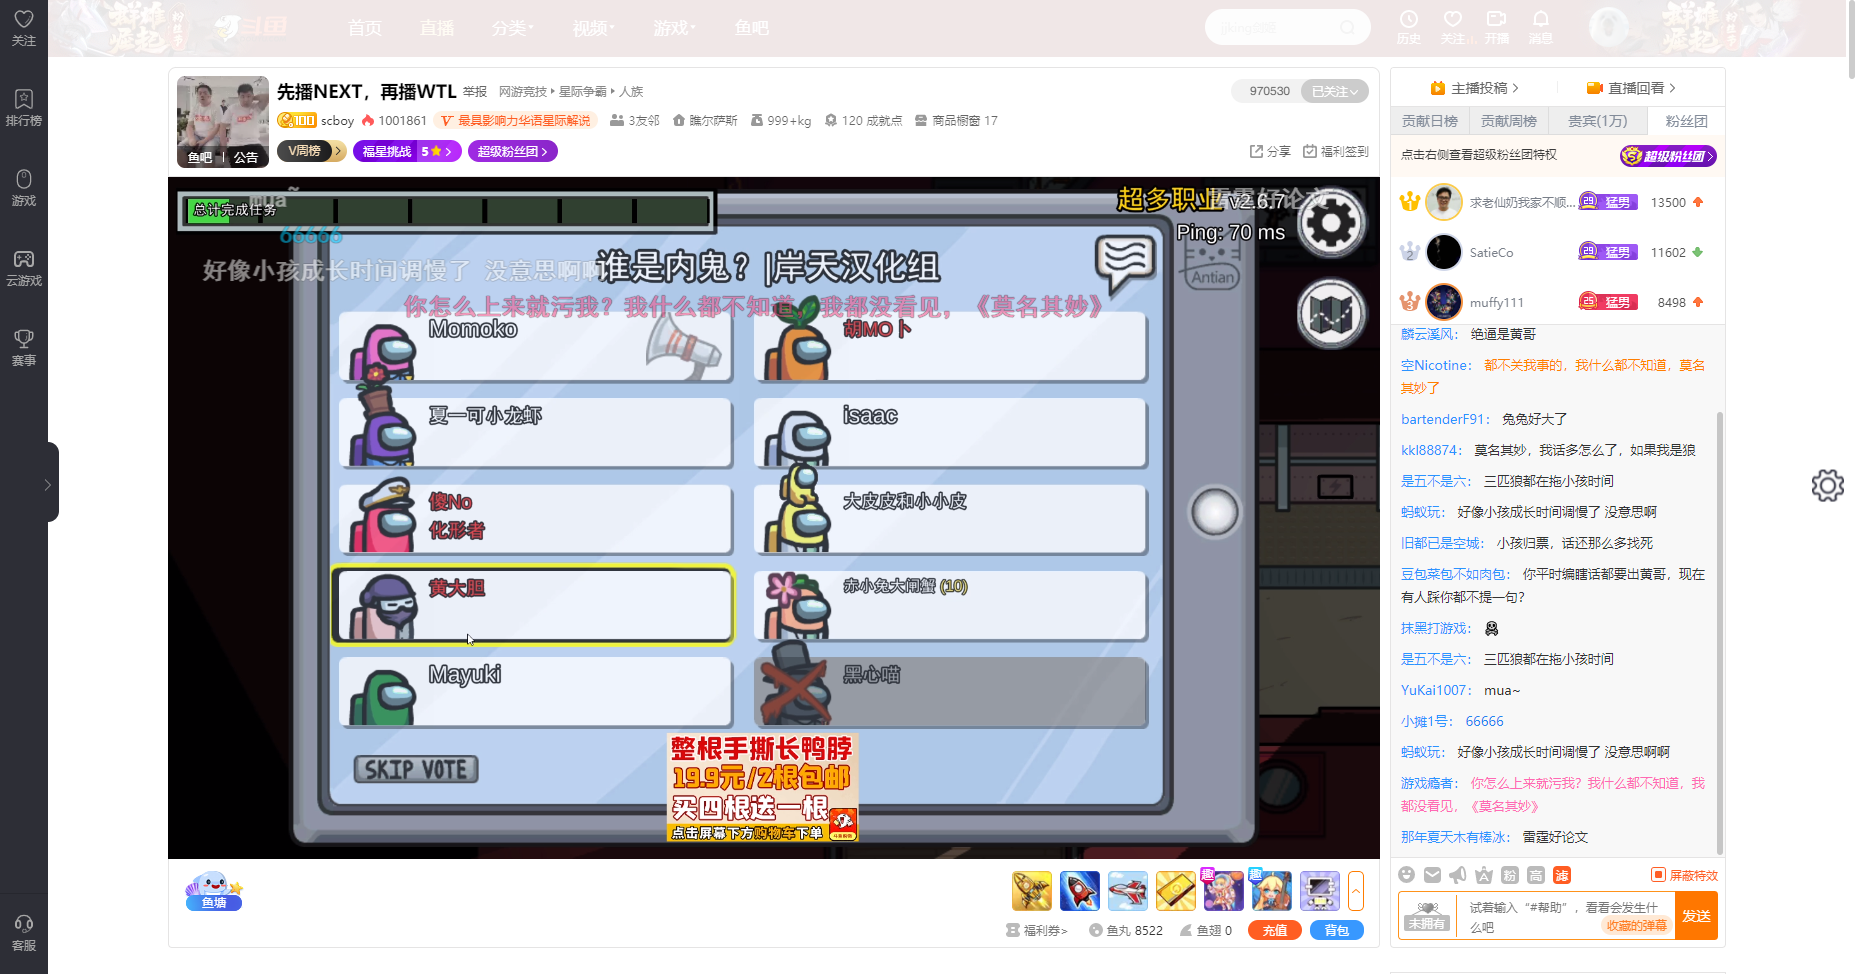 关注
排行榜
游戏
云游戏
赛事
客服
斗鱼
首页
直播
分类
视频
游戏
鱼吧
历史
关注
开播
消息
先播NEXT，再播WTL
举报
网游竞技
星际争霸
人族
970530
已关注
100
scboy
1001861
最具影响力华语星际解说
3友邻
瞧尔萨斯
999+kg
120 成就点
商品橱窗 17
鱼吧
公告
V周榜
福星挑战
5
超级粉丝团
分享
福利签到
总计完成任务
mua~
66666
超多职业 v2.6.7
雷霆好论文
Ping: 70 ms
好像小孩成长时间调慢了 没意思啊啊
谁是内鬼？|岸天汉化组
你怎么上来就污我？我什么都不知道，我都没看见，《莫名其妙》
Antian
Momoko
胡MO卜
夏一可小龙虾
isaac
傻No
化形者
大皮皮和小小皮
黄大胆
赤小兔大闸蟹 (10)
Mayuki
黑心喵
SKIP VOTE
整根手撕长鸭脖
19.9元/2根包邮
买四根送一根
点击屏幕下方购物车下单
鱼塘
趣
趣
福利券>
鱼丸 8522
鱼翅 0
充值
背包
主播投稿
直播回看
贡献日榜
贡献周榜
贵宾(1万)
粉丝团
点击右侧查看超级粉丝团特权
超级粉丝团
1
求老仙奶我家不顺...
29
猛男
13500
2
SatieCo
29
猛男
11602
3
muffy111
25
猛男
8498
麟云溪风： 绝逼是黄哥
空Nicotine： 都不关我事的，我什么都不知道，莫名
其妙了
bartenderF91： 兔兔好大了
kkl88874： 莫名其妙，我话多怎么了，如果我是狼
是五不是六： 三匹狼都在拖小孩时间
蚂蚁玩： 好像小孩成长时间调慢了 没意思啊
旧都已是空城： 小孩归票，话还那么多找死
豆包菜包不如肉包： 你平时编瞎话都要出黄哥，现在
有人踩你都不提一句?
抹黑打游戏：
是五不是六： 三匹狼都在拖小孩时间
YuKai1007： mua~
小摊1号： 66666
蚂蚁玩： 好像小孩成长时间调慢了 没意思啊啊
游戏瘾者： 你怎么上来就污我？我什么都不知道，我
都没看见，《莫名其妙》
那年夏天木有棒冰： 雷霆好论文
粉
高
滤
屏蔽特效
未拥有
试着输入“#帮助”，看看会发生什
么吧
收藏的弹幕
发送